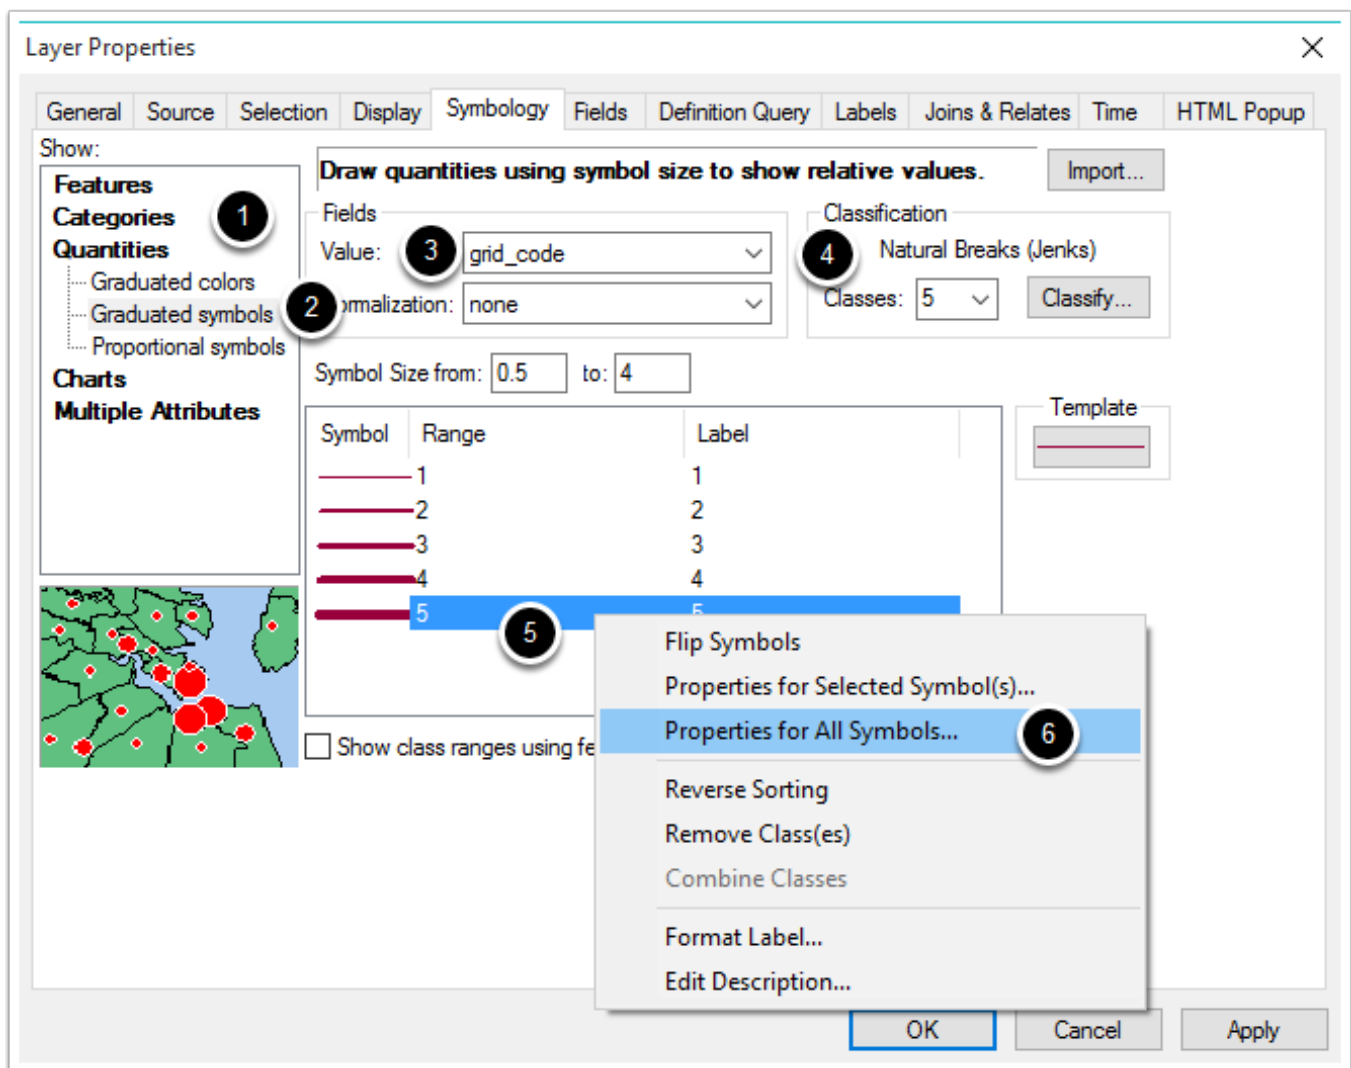 Layer Properties
General Source Selection Display Symbology Fields Definition Query Labels Joins & Relates Time HTML Popup
Show:
Features
Categories
Quantities
Graduated colors
Graduated symbols
Proportional symbols
Charts
Multiple Attributes
1
2
Draw quantities using symbol size to show relative values.
Import...
Fields
Value: 3 grid_code
ormalization: none
Classification
4 Natural Breaks (Jenks)
Classes: 5 Classify...
Symbol Size from: 0.5 to: 4
Template
Symbol Range Label
1 1
2 2
3 3
4 4
5 5
5
Show class ranges using fe
Flip Symbols
Properties for Selected Symbol(s)...
Properties for All Symbols... 6
Reverse Sorting
Remove Class(es)
Combine Classes
Format Label...
Edit Description...
OK Cancel Apply